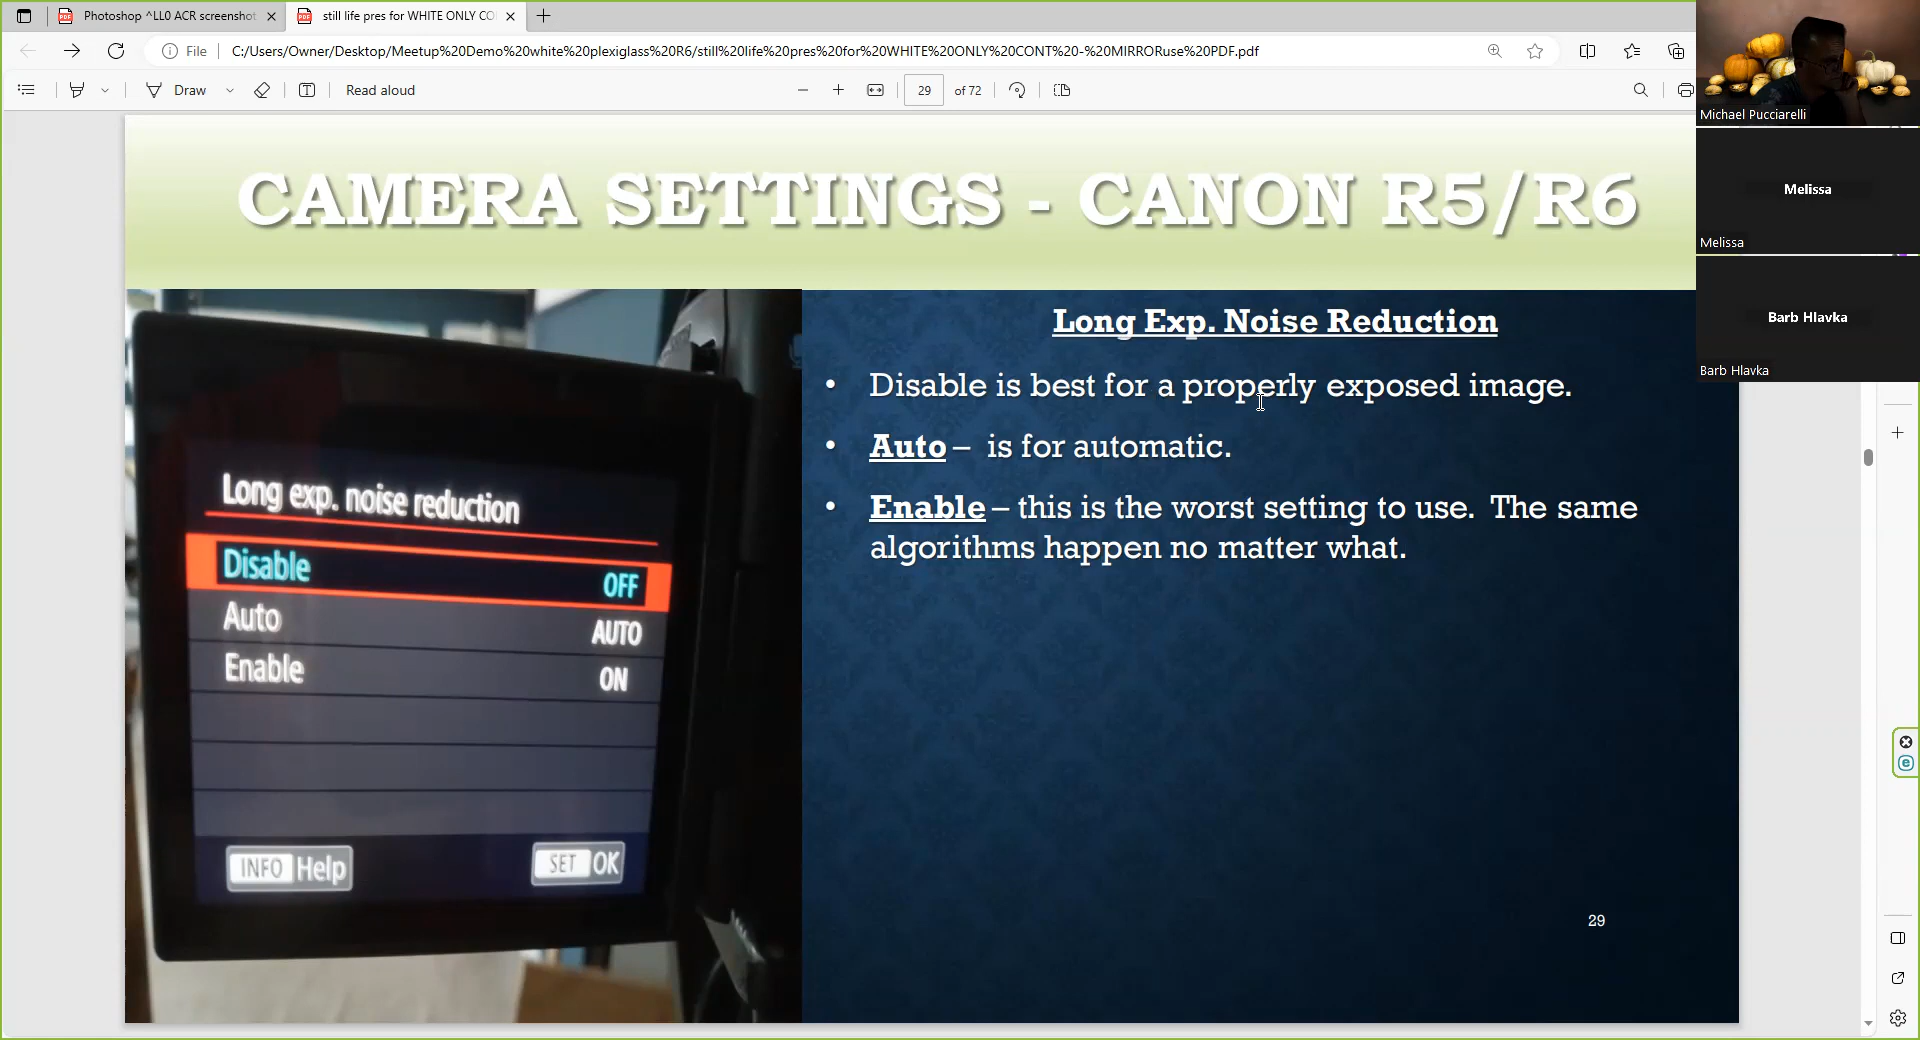 Photoshop ^LL0 ACR screenshot
still life pres for WHITE ONLY CO
File
C:/Users/Owner/Desktop/Meetup%20Demo%20white%20plexiglass%20R6/still%20life%20pres%20for%20WHITE%20ONLY%20CONT%20-%20MIRRORuse%20PDF.pdf
Draw
Read aloud
29
of 72
Michael Pucciarelli
Melissa
Melissa
Barb Hlavka
Barb Hlavka
CAMERA SETTINGS - CANON R5/R6
Long exp. noise reduction
Disable OFF
Auto AUTO
Enable ON
INFO Help
SET OK
Long Exp. Noise Reduction
• Disable is best for a properly exposed image.
• Auto – is for automatic.
• Enable – this is the worst setting to use. The same
algorithms happen no matter what.
29